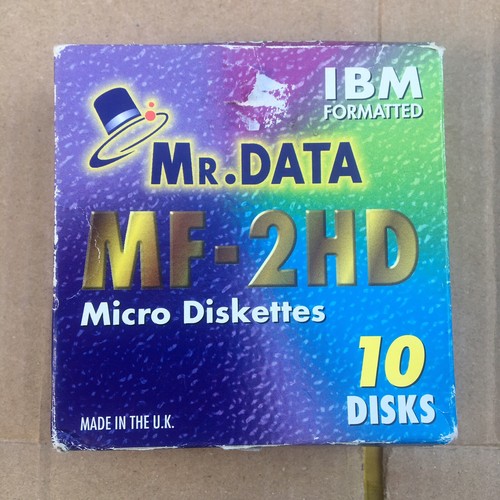 IBM
FORMATTED
MR.DATA
MF-2HD
Micro Diskettes
10
DISKS
MADE IN THE U.K.